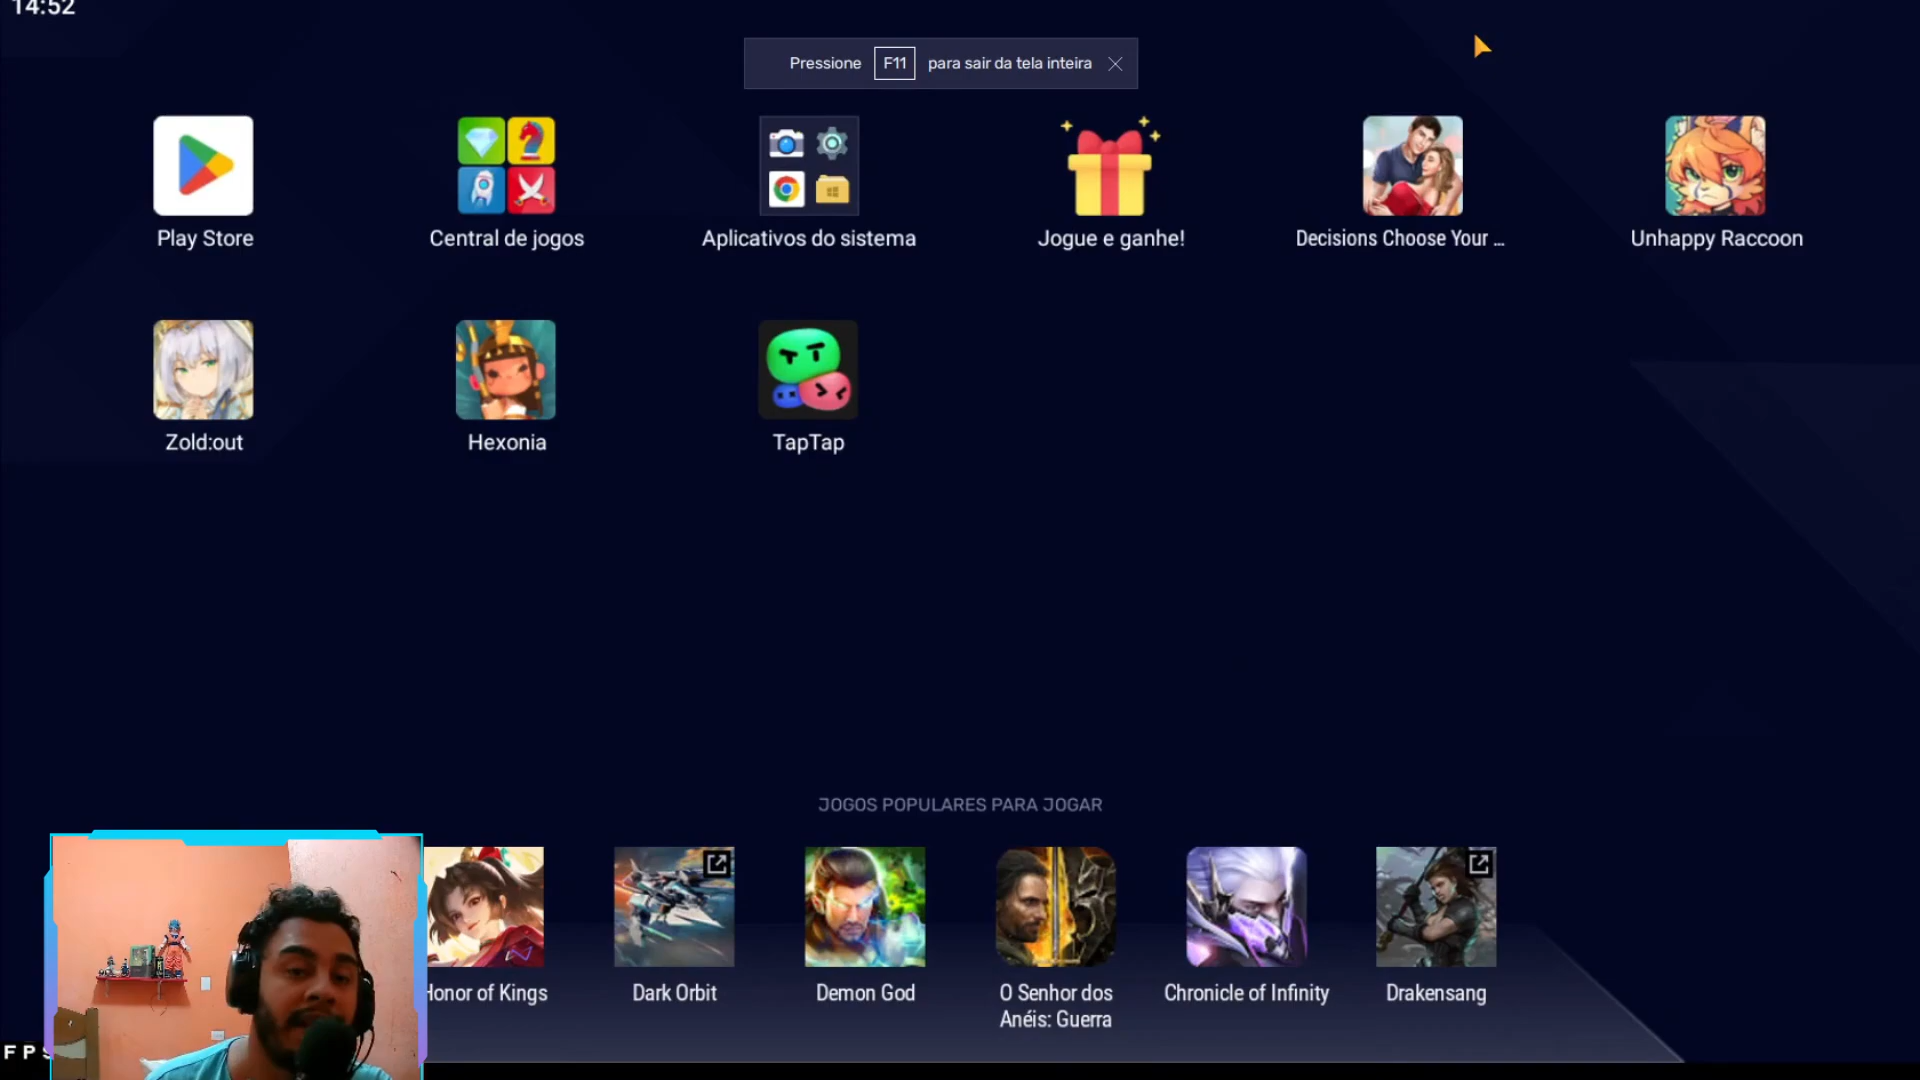 14:52
Pressione F11 para sair da tela inteira
Play Store
Central de jogos
Aplicativos do sistema
Jogue e ganhe!
Decisions Choose Your ...
Unhappy Raccoon
Zold:out
Hexonia
TapTap
JOGOS POPULARES PARA JOGAR
Honor of Kings
Dark Orbit
Demon God
O Senhor dos
Anéis: Guerra
Chronicle of Infinity
Drakensang
FPS